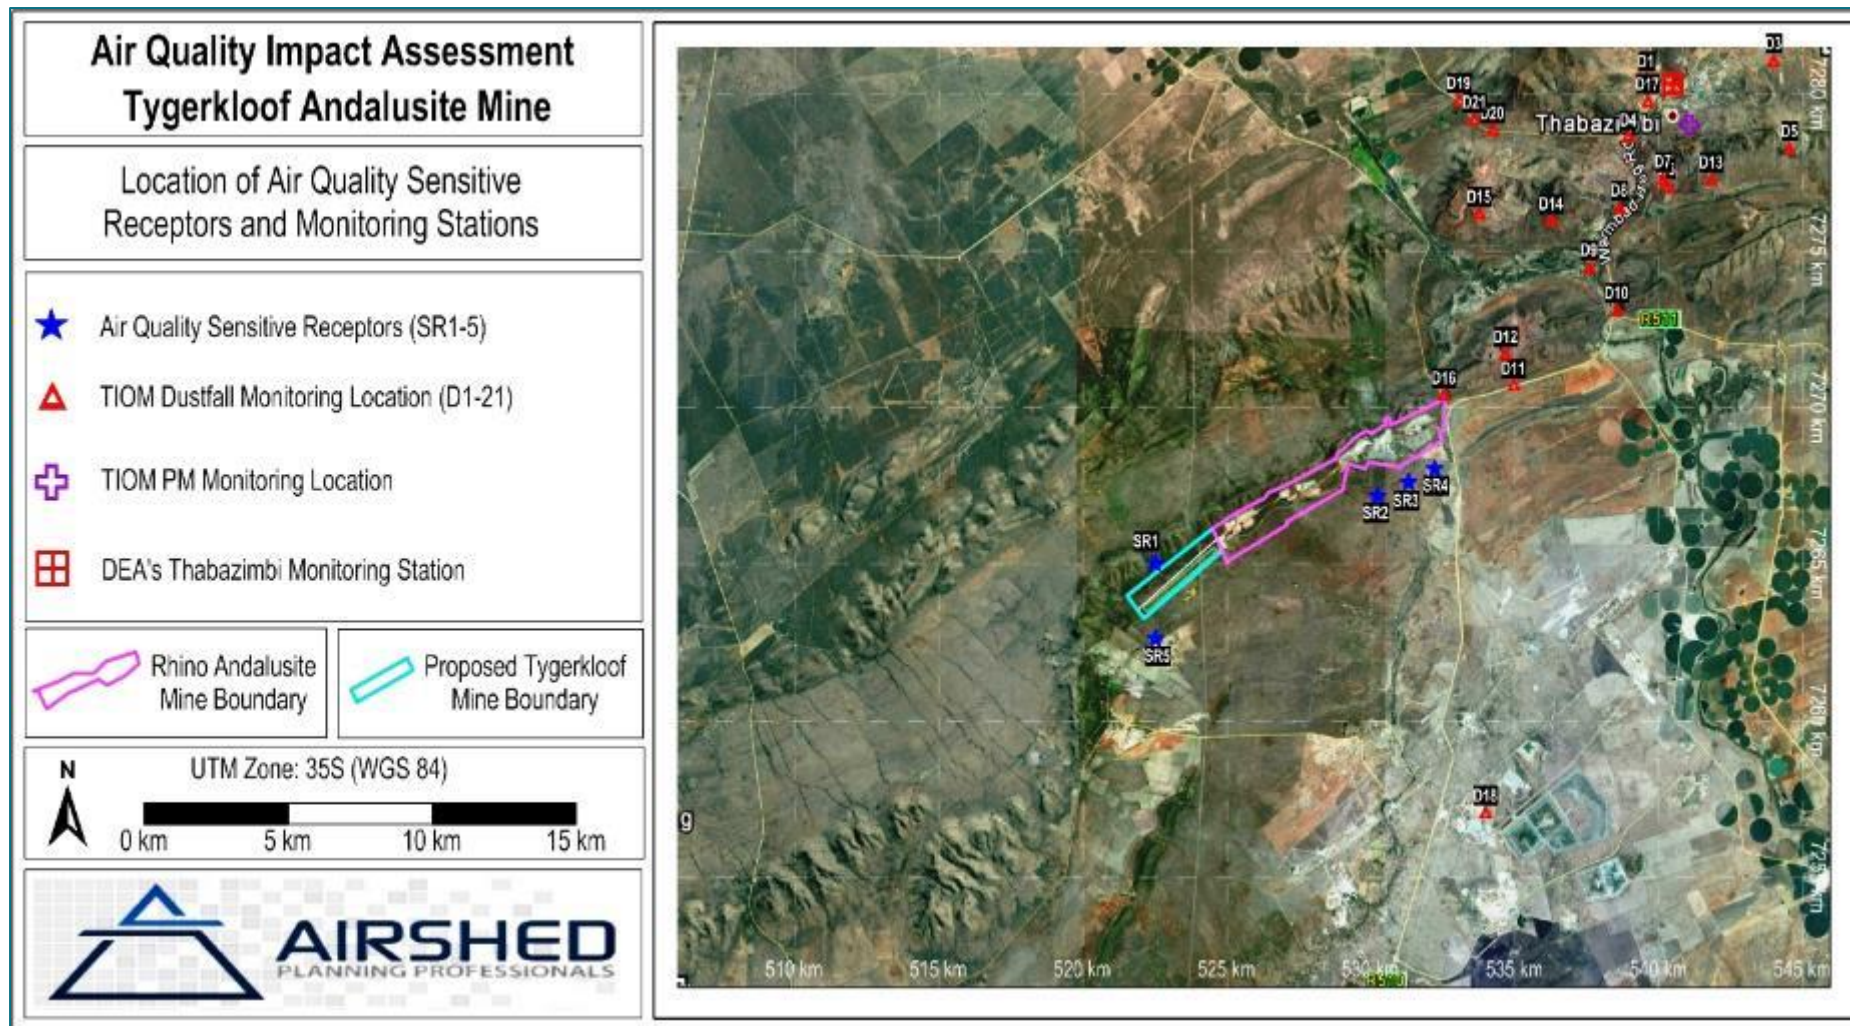 Air Quality Impact Assessment
Tygerkloof Andalusite Mine
Location of Air Quality Sensitive
Receptors and Monitoring Stations
Air Quality Sensitive Receptors (SR1-5)
TIOM Dustfall Monitoring Location (D1-21)
TIOM PM Monitoring Location
DEA's Thabazimbi Monitoring Station
Rhino Andalusite
Mine Boundary
Proposed Tygerkloof
Mine Boundary
N
UTM Zone: 35S (WGS 84)
0 km
5 km
10 km
15 km
AIRSHED
PLANNING PROFESSIONALS
D3
D1
D17
D19
D21
D20
D4
D5
D7
D13
D15
D14
D9
D10
R511
D12
D11
D16
SR4
SR3
SR2
SR1
SR5
D18
g
7280 km
7275 km
7270 km
7265 km
7260 km
510 km
515 km
520 km
525 km
530 km
535 km
540 km
545 km